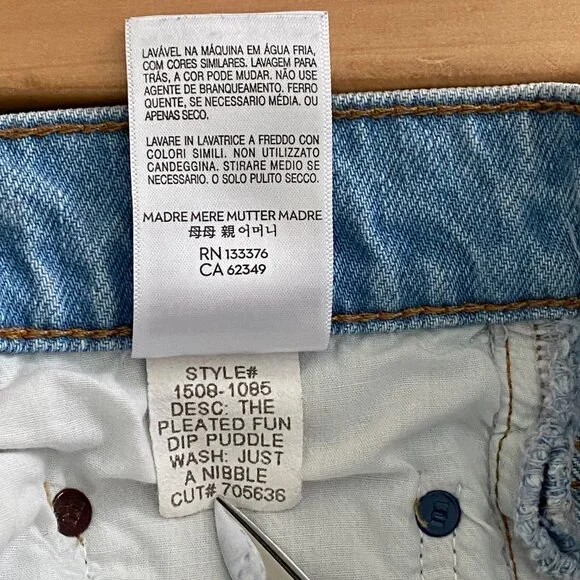 LAVÁVEL NA MÁQUINA EM ÁGUA FRIA,
COM CORES SIMILARES. LAVAGEM PARA
TRÁS, A COR PODE MUDAR. NÃO USE
AGENTE DE BRANQUEAMENTO. FERRO
QUENTE, SE NECESSARIO MÉDIA. OU
APENAS SECO.
LAVARE IN LAVATRICE A FREDDO CON
COLORI SIMILI. NON UTILIZZATO
CANDEGGINA. STIRARE MEDIO SE
NECESSARIO. O SOLO PULITO SECCO.
MADRE MERE MUTTER MADRE
母母 親 어머니
RN 133376
CA 62349
STYLE#
1508-1085
DESC: THE
PLEATED FUN
DIP PUDDLE
WASH: JUST
A NIBBLE
CUT# 705636